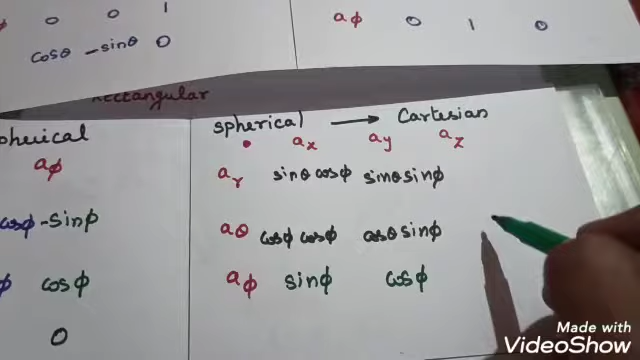 0 0 1
aϕ 0 1 0
cosθ -sinθ 0
Rectangular
spherical → Cartesian
aϕ
ax ay az
ar sinθ cosϕ sinθ sinϕ
cosϕ -sinϕ
aθ cosϕ cosϕ cosθ sinϕ
ϕ cosϕ
aϕ sinϕ cosϕ
0
Made with
VideoShow